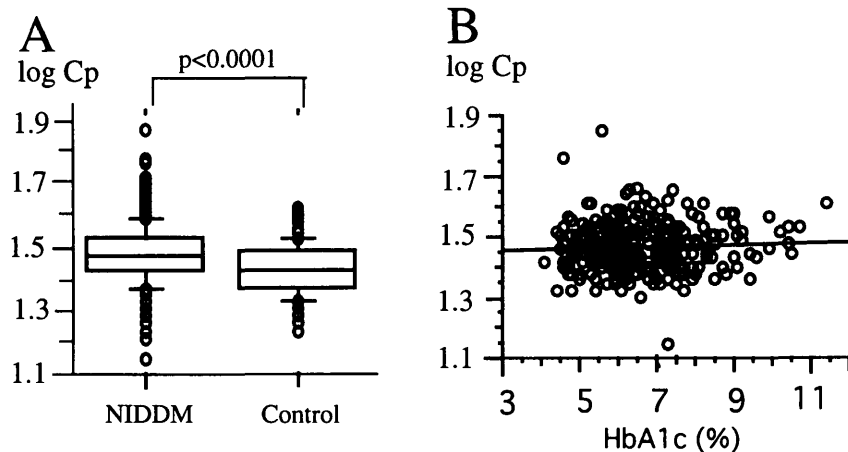 A
log Cp
p<0.0001
1.9
1.7
1.5
1.3
1.1
NIDDM
Control
B
log Cp
1.9
1.7
1.5
1.3
1.1
3 5 7 9 11
HbA1c (%)